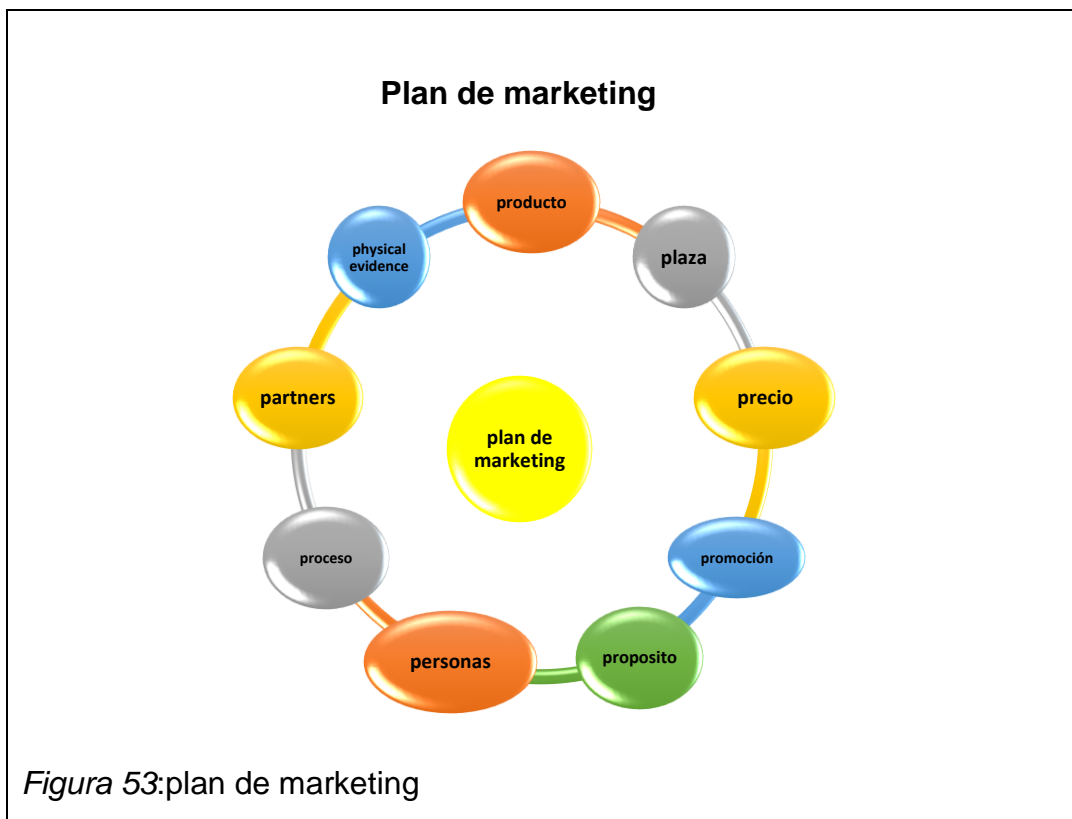 Plan de marketing
producto
plaza
precio
promoción
proposito
personas
proceso
partners
physical
evidence
plan de
marketing
Figura 53:plan de marketing